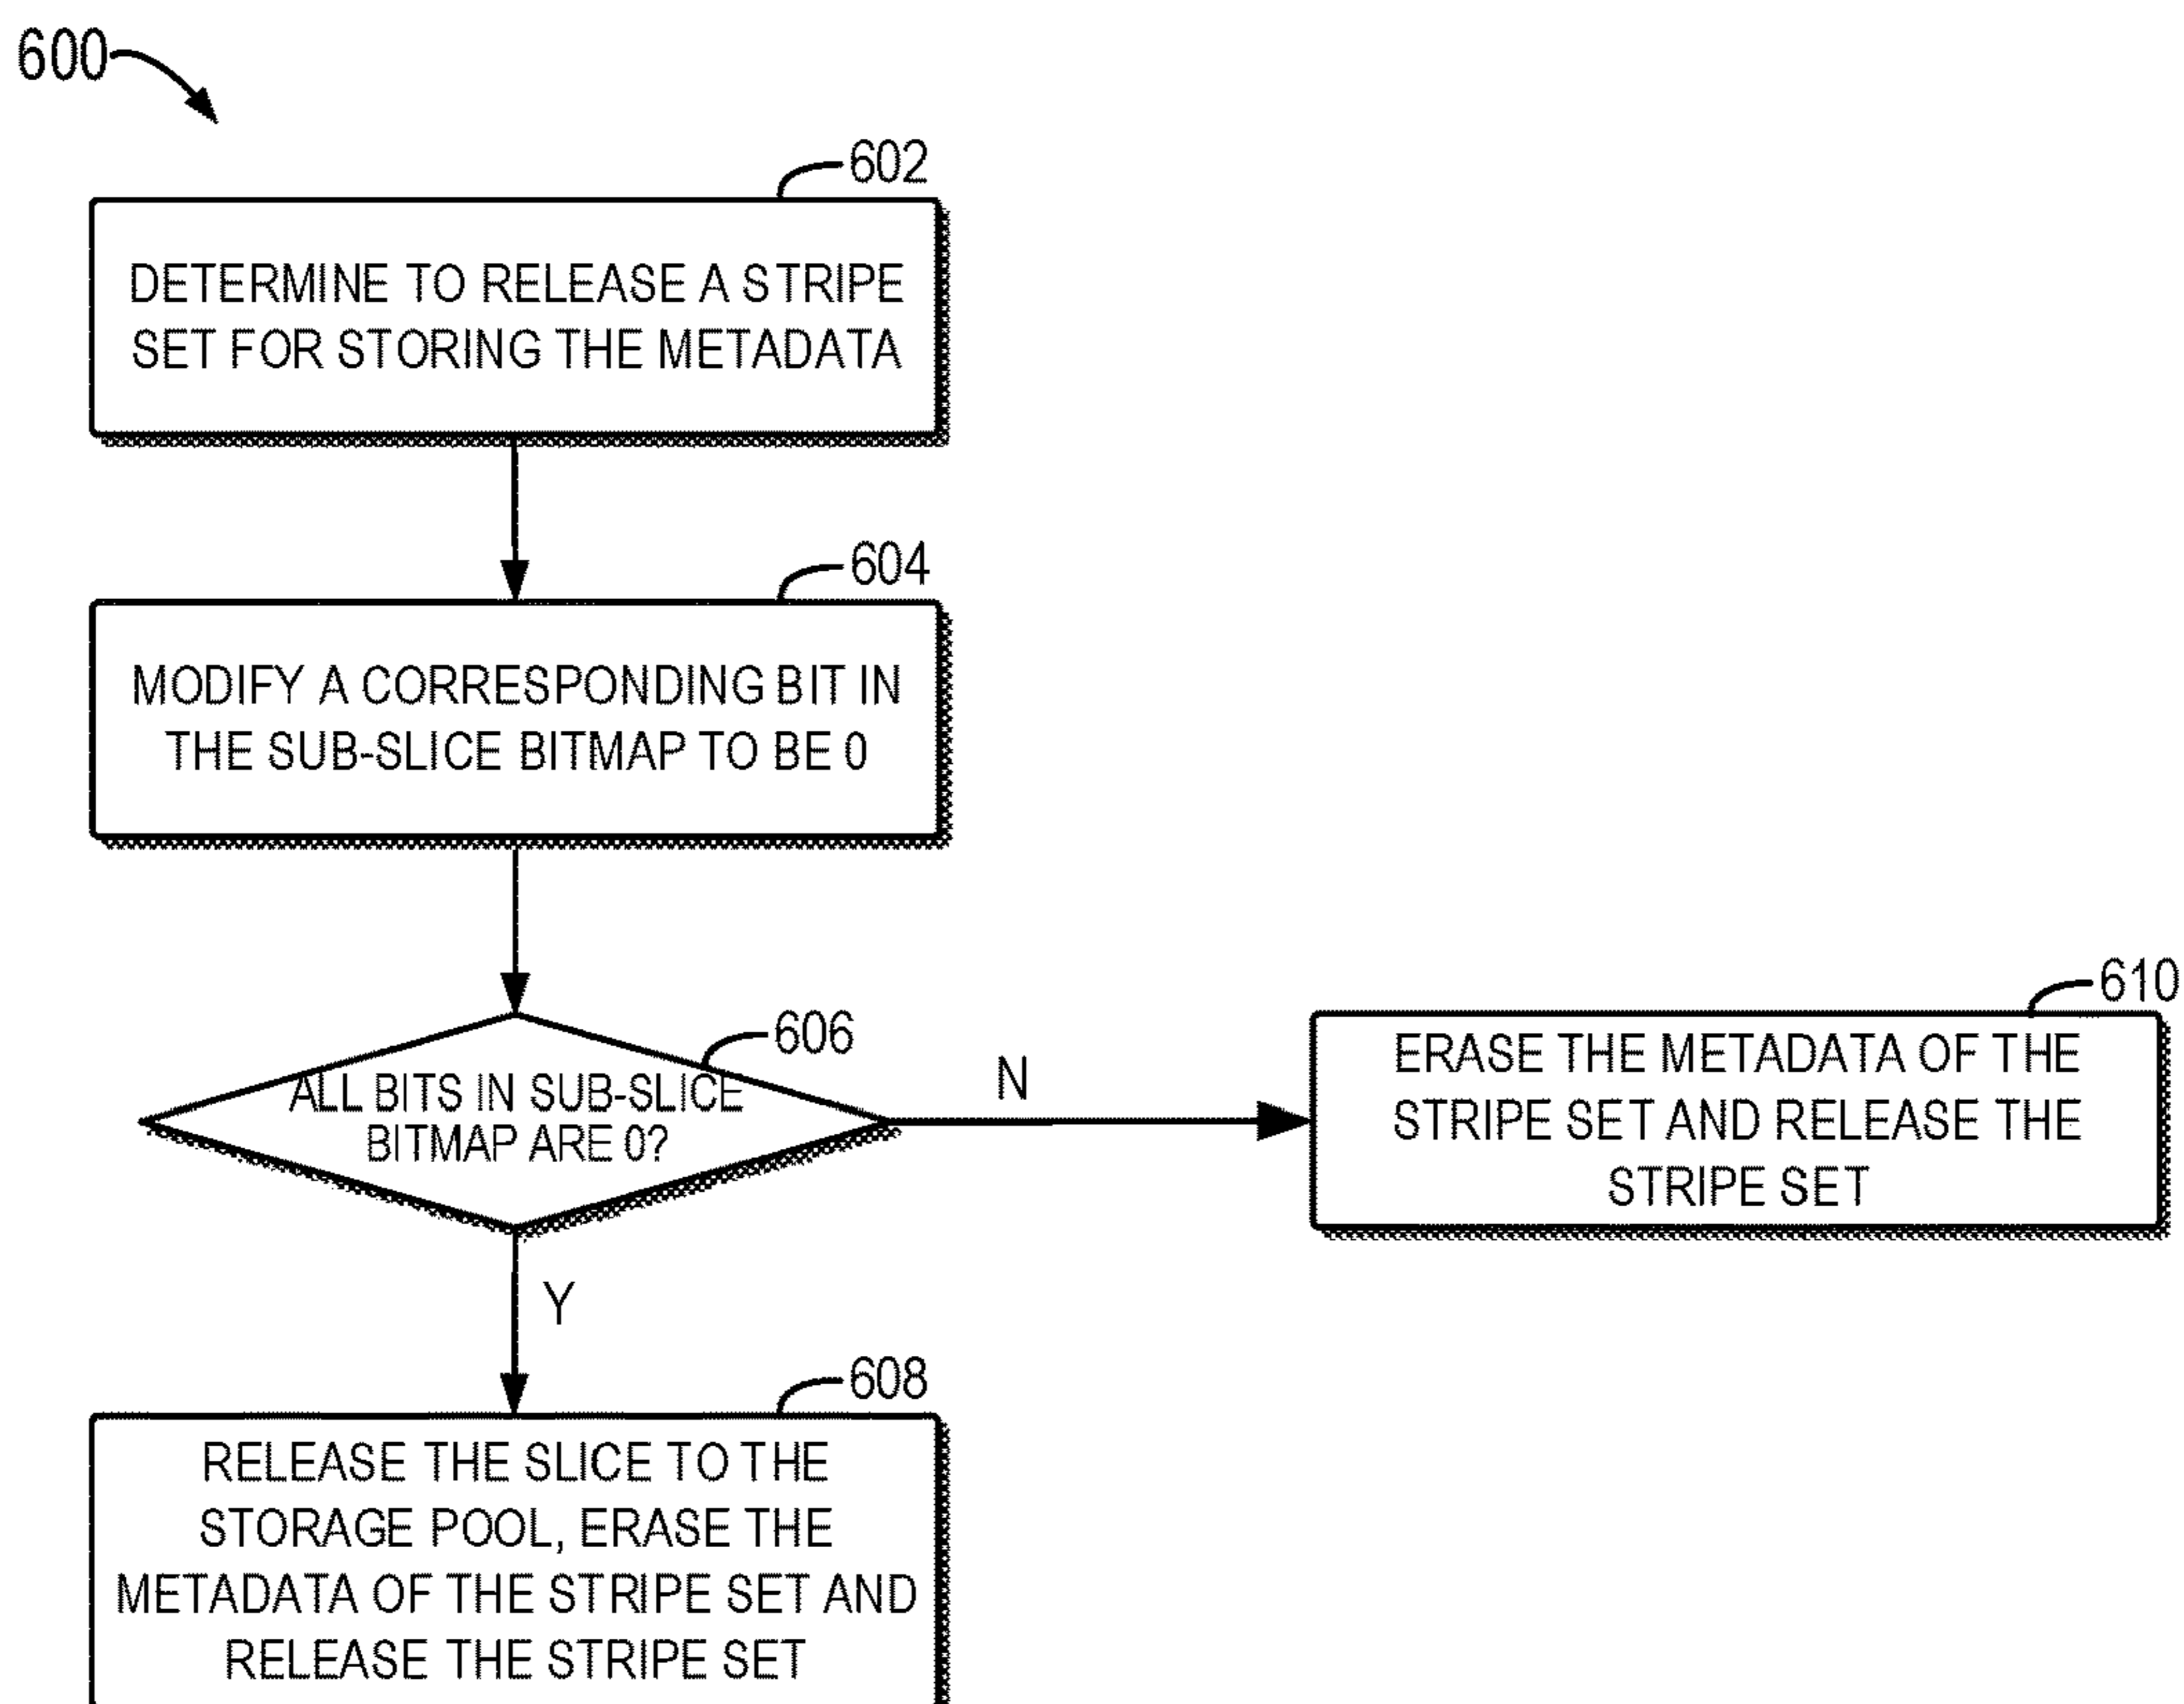 600
602
DETERMINE TO RELEASE A STRIPE
SET FOR STORING THE METADATA
604
MODIFY A CORRESPONDING BIT IN
THE SUB-SLICE BITMAP TO BE 0
606
ALL BITS IN SUB-SLICE
BITMAP ARE 0?
N
610
ERASE THE METADATA OF THE
STRIPE SET AND RELEASE THE
STRIPE SET
Y
608
RELEASE THE SLICE TO THE
STORAGE POOL, ERASE THE
METADATA OF THE STRIPE SET AND
RELEASE THE STRIPE SET